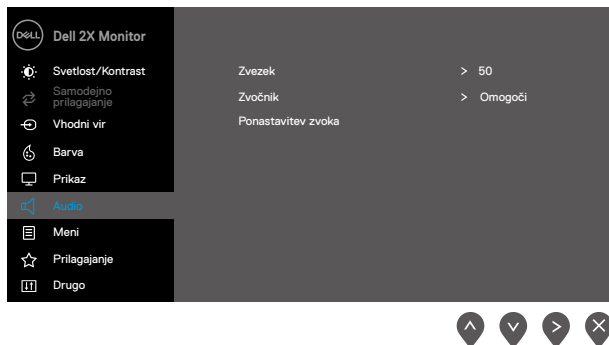 DELL Dell 2X Monitor
Svetlost/Kontrast
Samodejno
prilagajanje
Vhodni vir
Barva
Prikaz
Audio
Meni
Prilagajanje
Drugo
Zvezek > 50
Zvočnik > Omogoči
Ponastavitev zvoka